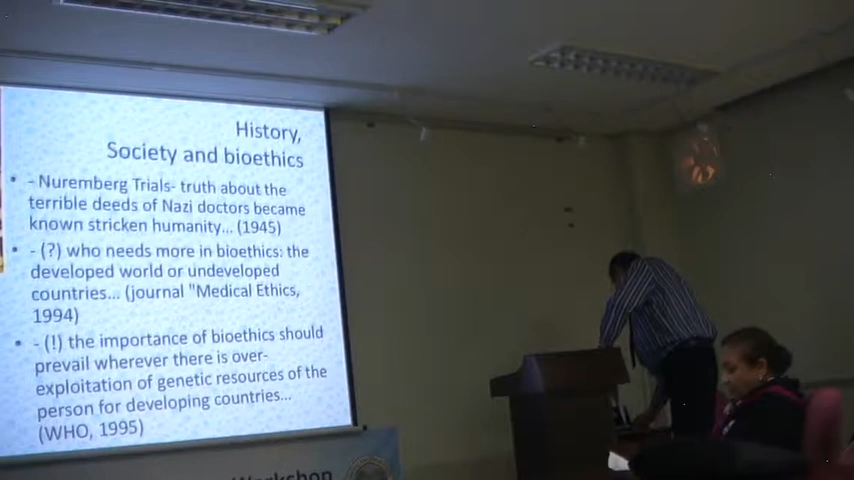 History,
Society and bioethics
• - Nuremberg Trials- truth about the
terrible deeds of Nazi doctors became
known stricken humanity... (1945)
• - (?) who needs more in bioethics: the
developed world or undeveloped
countries... (journal "Medical Ethics,
1994)
• - (!) the importance of bioethics should
prevail wherever there is over-
exploitation of genetic resources of the
person for developing countries...
(WHO, 1995)
Workshop